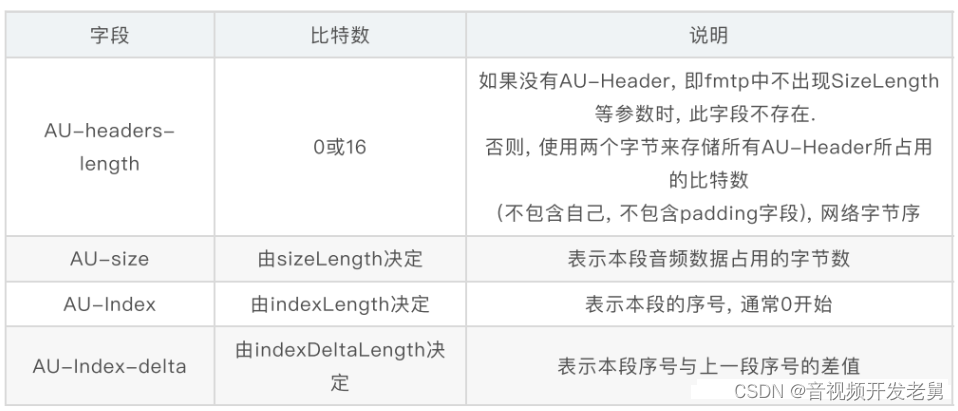 字段 比特数 说明
如果没有AU-Header, 即fmtp中不出现SizeLength
等参数时, 此字段不存在.
AU-headers-
length
0或16
否则, 使用两个字节来存储所有AU-Header所占用
的比特数
(不包含自己, 不包含padding字段), 网络字节序
AU-size 由sizeLength决定 表示本段音频数据占用的字节数
AU-Index 由indexLength决定 表示本段的序号, 通常0开始
AU-Index-delta
由indexDeltaLength决
定
表示本段序号与上一段序号的差值
CSDN @音视频开发老舅